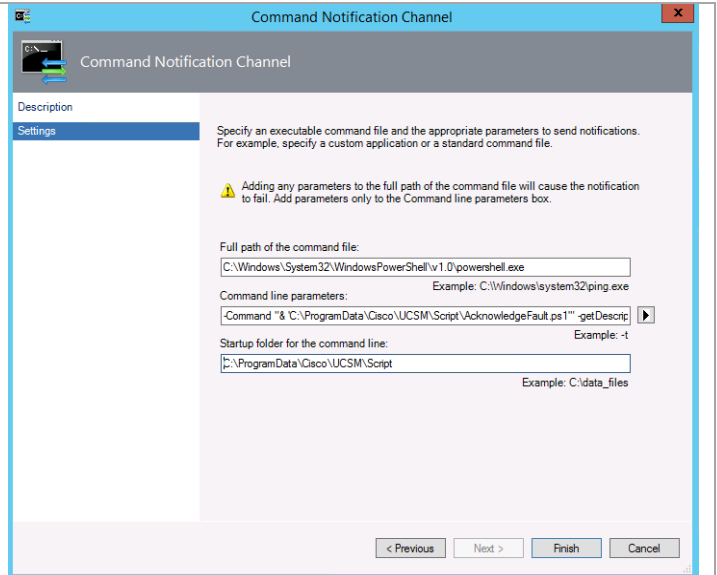 Command Notification Channel
x
C:\_
Command Notification Channel
Description
Settings
Specify an executable command file and the appropriate parameters to send notifications.
For example, specify a custom application or a standard command file.
Adding any parameters to the full path of the command file will cause the notification
to fail. Add parameters only to the Command line parameters box.
Full path of the command file:
C:\Windows\System32\WindowsPowerShell\v1.0\powershell.exe
Example: C:\Windows\system32\ping.exe
Command line parameters:
-Command "& 'C:\ProgramData\Cisco\UCSM\Script\AcknowledgeFault.ps1'" -getDescrip
Example: -t
Startup folder for the command line:
C:\ProgramData\Cisco\UCSM\Script
Example: C:\data_files
< Previous
Next >
Finish
Cancel